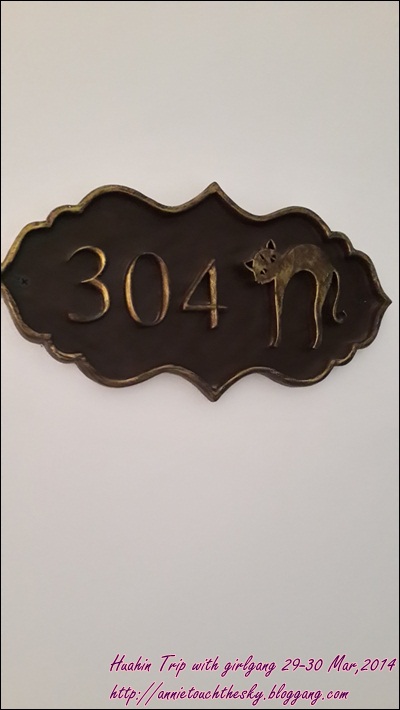 304
Huahin Trip with girlgang 29-30 Mar,2014
http://annietouchthesky.bloggang.com